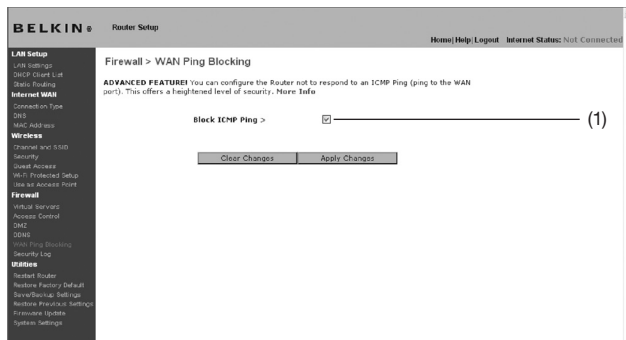 BELKIN®
Router Setup
Home|Help|Logout Internet Status: Not Connected
LAN Setup
LAN Settings
DHCP Client List
Static Routing
Internet WAN
Connection Type
DNS
MAC Address
Wireless
Channel and SSID
Security
Guest Access
Wi-Fi Protected Setup
Use as Access Point
Firewall
Virtual Servers
Access Control
DMZ
DDNS
WAN Ping Blocking
Security Log
Utilities
Restart Router
Restore Factory Default
Save/Backup Settings
Restore Previous Settings
Firmware Update
System Settings
Firewall > WAN Ping Blocking
ADVANCED FEATURE! You can configure the Router not to respond to an ICMP Ping (ping to the WAN
port). This offers a heightened level of security. More Info
Block ICMP Ping >
(1)
Clear Changes
Apply Changes